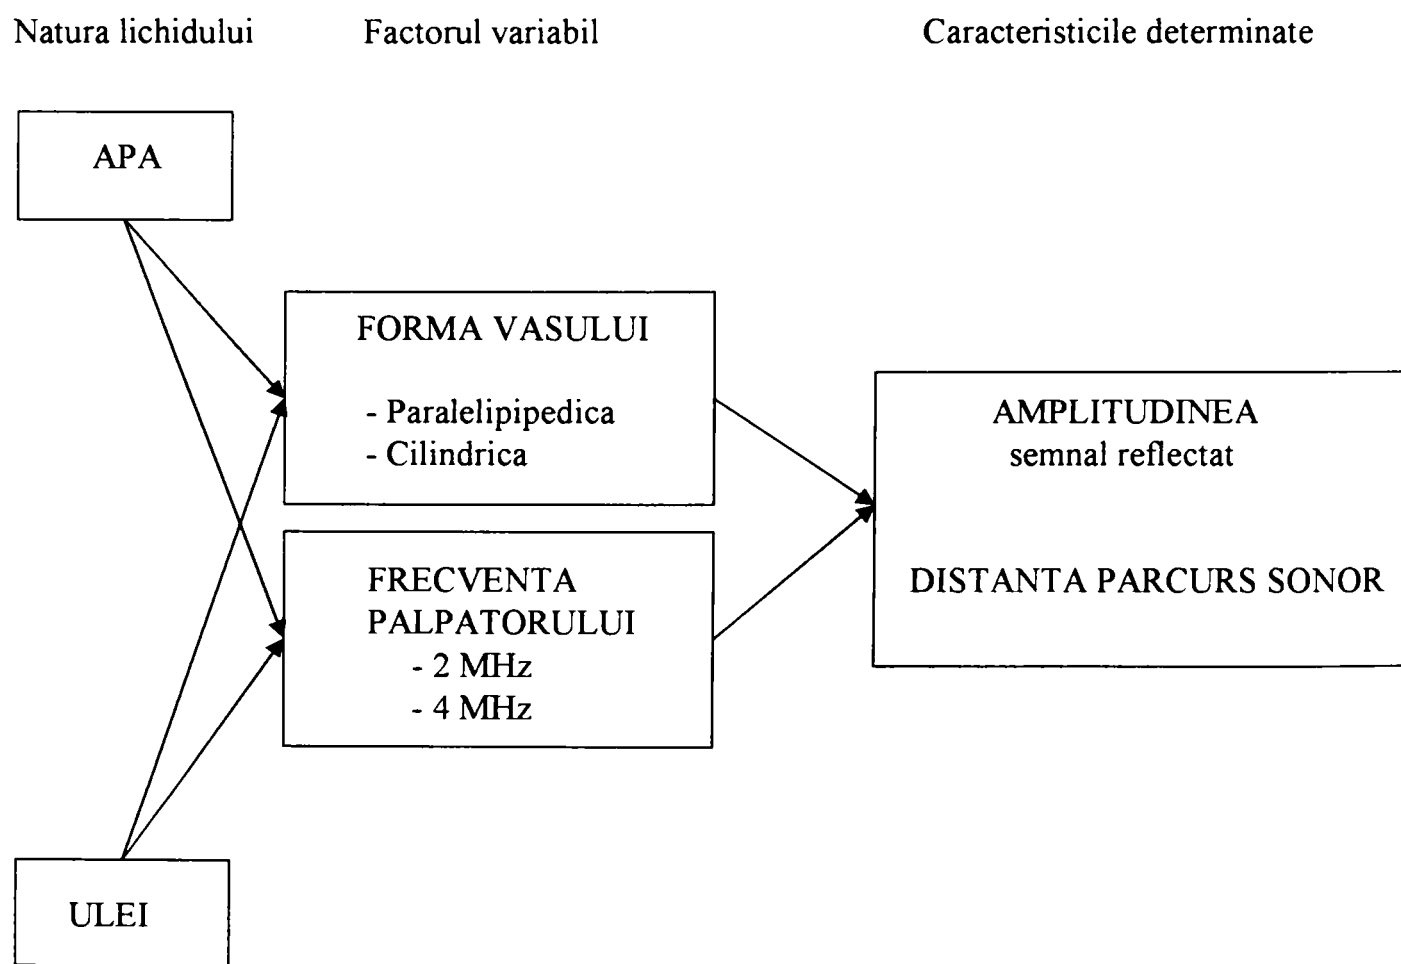 Natura lichidului Factorul variabil Caracteristicile determinate
APA
FORMA VASULUI
- Paralelipipedica
- Cilindrica
FRECVENTA
PALPATORULUI
- 2 MHz
- 4 MHz
AMPLITUDINEA
semnal reflectat
DISTANTA PARCURS SONOR
ULEI